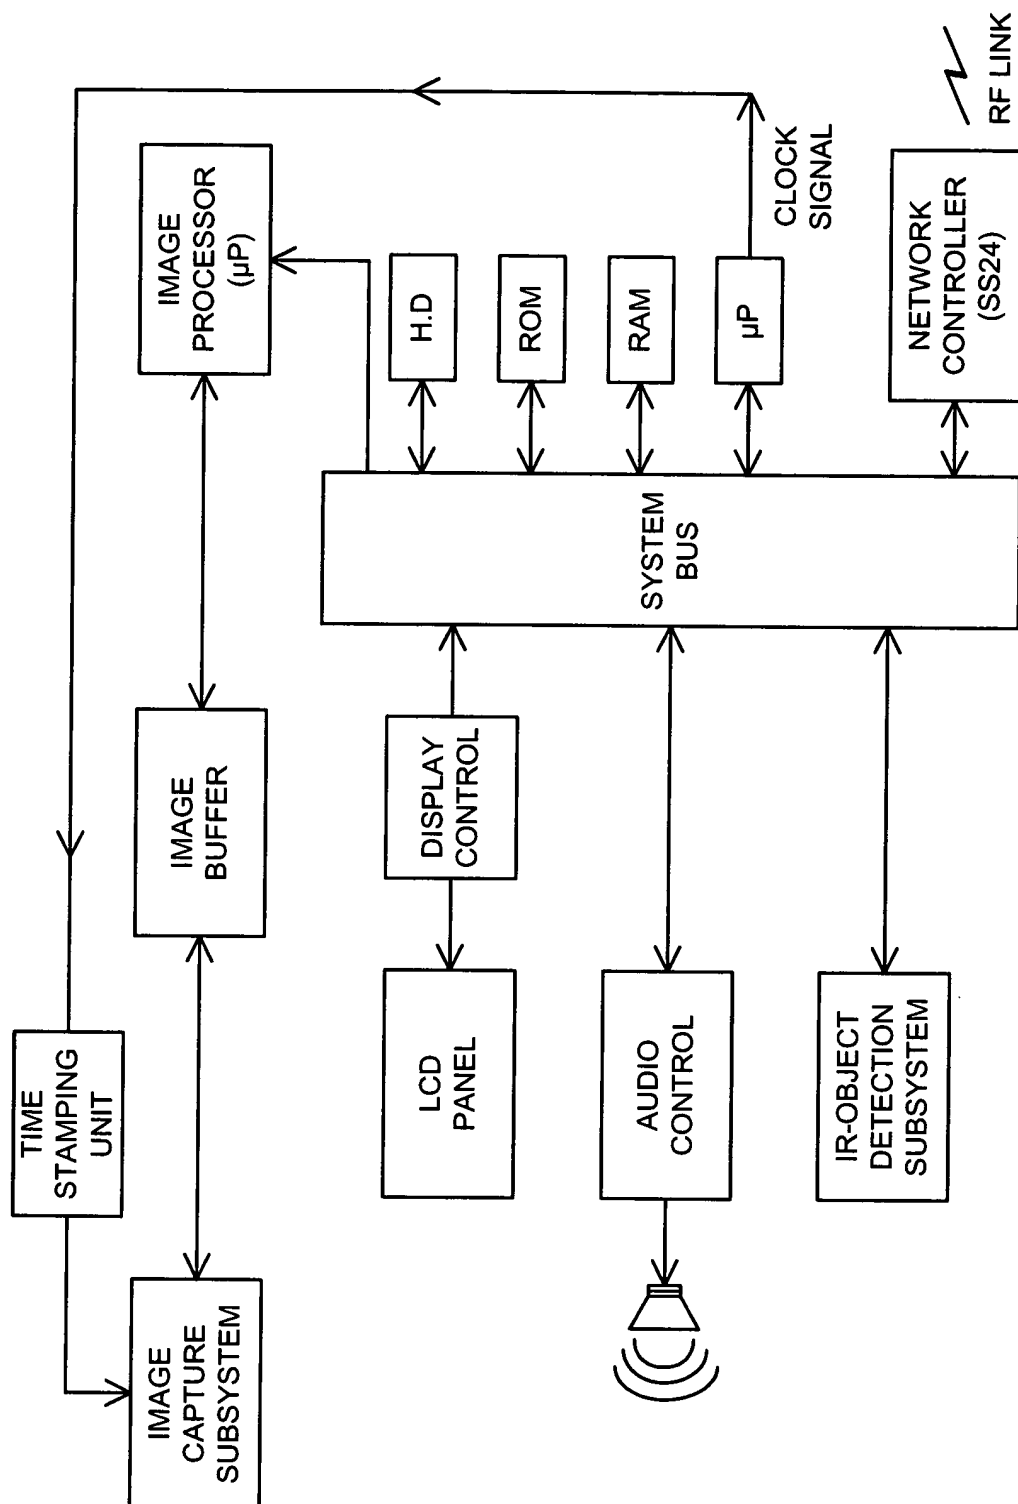 TIME
STAMPING
UNIT
IMAGE
CAPTURE
SUBSYSTEM
IMAGE
BUFFER
IMAGE
PROCESSOR
(µP)
LCD
PANEL
DISPLAY
CONTROL
H.D
ROM
RAM
µP
CLOCK
SIGNAL
SYSTEM
BUS
AUDIO
CONTROL
IR-OBJECT
DETECTION
SUBSYSTEM
NETWORK
CONTROLLER
(SS24)
RF LINK